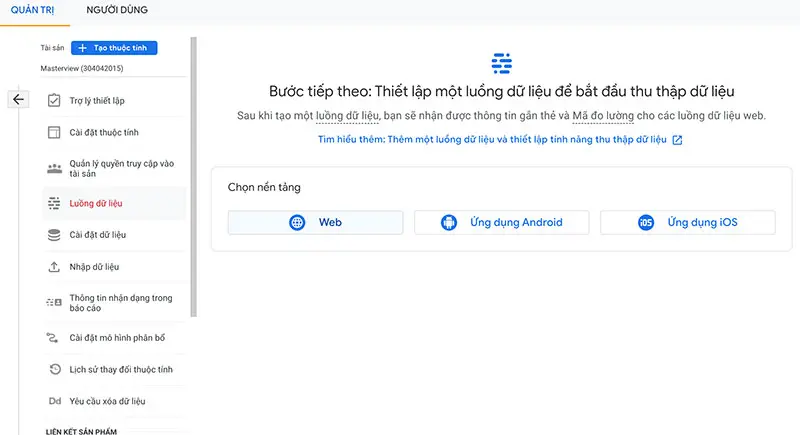 QUẢN TRỊ
NGƯỜI DÙNG
Tài sản
+ Tạo thuộc tính
Masterview (304042015)
Trợ lý thiết lập
Cài đặt thuộc tính
Quản lý quyền truy cập vào
tài sản
Luồng dữ liệu
Cài đặt dữ liệu
Nhập dữ liệu
Thông tin nhận dạng trong
báo cáo
Cài đặt mô hình phân bổ
Lịch sử thay đổi thuộc tính
Dd Yêu cầu xóa dữ liệu
LIÊN KẾT SẢN PHẨM
Bước tiếp theo: Thiết lập một luồng dữ liệu để bắt đầu thu thập dữ liệu
Sau khi tạo một luồng dữ liệu, bạn sẽ nhận được thông tin gắn thẻ và Mã đo lường cho các luồng dữ liệu web.
Tìm hiểu thêm: Thêm một luồng dữ liệu và thiết lập tính năng thu thập dữ liệu
Chọn nền tảng
Web
Ứng dụng Android
iOS Ứng dụng iOS